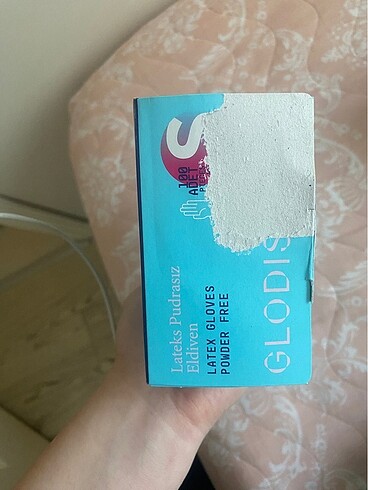 GLODIS
Lateks Pudrasız
Eldiven
LATEX GLOVES
POWDER FREE
S
100
ADET